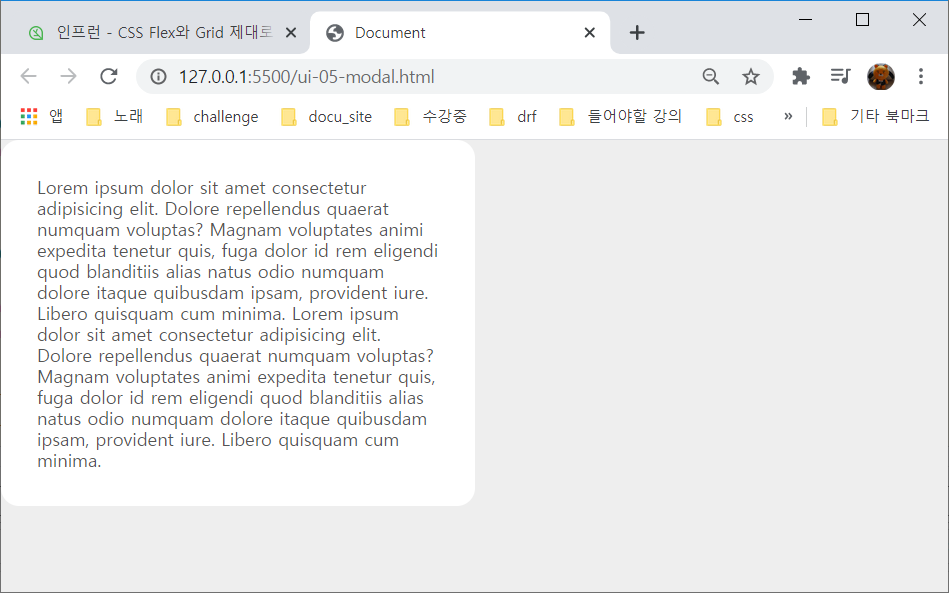 인프런 - CSS Flex와 Grid 제대로
Document
127.0.0.1:5500/ui-05-modal.html
앱 노래 challenge docu_site 수강중 drf 들어야할 강의 css » 기타 북마크
Lorem ipsum dolor sit amet consectetur
adipisicing elit. Dolore repellendus quaerat
numquam voluptas? Magnam voluptates animi
expedita tenetur quis, fuga dolor id rem eligendi
quod blanditiis alias natus odio numquam
dolore itaque quibusdam ipsam, provident iure.
Libero quisquam cum minima. Lorem ipsum
dolor sit amet consectetur adipisicing elit.
Dolore repellendus quaerat numquam voluptas?
Magnam voluptates animi expedita tenetur quis,
fuga dolor id rem eligendi quod blanditiis alias
natus odio numquam dolore itaque quibusdam
ipsam, provident iure. Libero quisquam cum
minima.